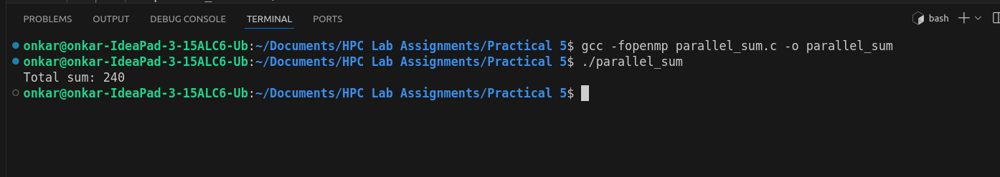 PROBLEMS OUTPUT DEBUG CONSOLE TERMINAL PORTS bash
onkar@onkar-IdeaPad-3-15ALC6-Ub:~/Documents/HPC Lab Assignments/Practical 5$ gcc -fopenmp parallel_sum.c -o parallel_sum
onkar@onkar-IdeaPad-3-15ALC6-Ub:~/Documents/HPC Lab Assignments/Practical 5$ ./parallel_sum
Total sum: 240
onkar@onkar-IdeaPad-3-15ALC6-Ub:~/Documents/HPC Lab Assignments/Practical 5$